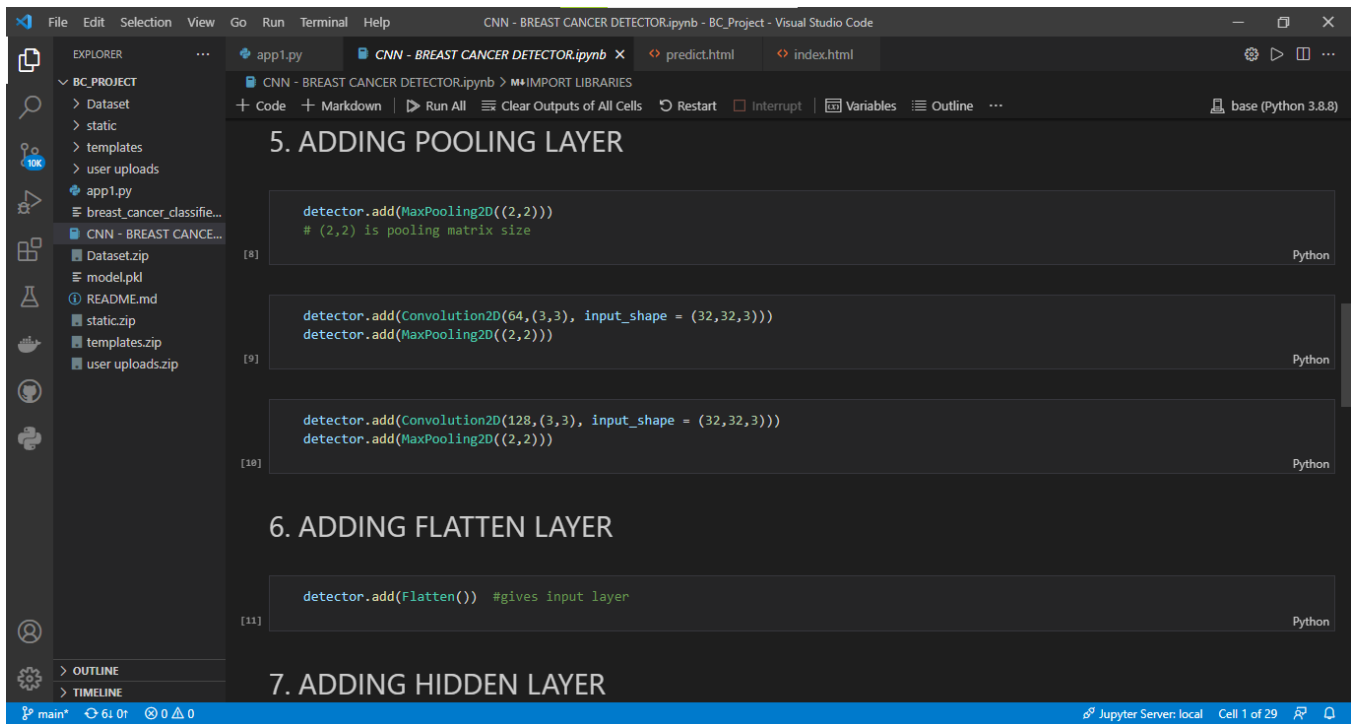 File Edit Selection View Go Run Terminal Help
CNN - BREAST CANCER DETECTOR.ipynb - BC_Project - Visual Studio Code
EXPLORER
BC_PROJECT
Dataset
static
templates
user uploads
app1.py
breast_cancer_classifie...
CNN - BREAST CANCE...
Dataset.zip
model.pkl
README.md
static.zip
templates.zip
user uploads.zip
OUTLINE
TIMELINE
10K
app1.py CNN - BREAST CANCER DETECTOR.ipynb predict.html index.html
CNN - BREAST CANCER DETECTOR.ipynb > M↓IMPORT LIBRARIES
+ Code + Markdown Run All Clear Outputs of All Cells Restart Interrupt Variables Outline ... base (Python 3.8.8)
5. ADDING POOLING LAYER
detector.add(MaxPooling2D((2,2)))
# (2,2) is pooling matrix size
[8] Python
detector.add(Convolution2D(64,(3,3), input_shape = (32,32,3)))
detector.add(MaxPooling2D((2,2)))
[9] Python
detector.add(Convolution2D(128,(3,3), input_shape = (32,32,3)))
detector.add(MaxPooling2D((2,2)))
[10] Python
6. ADDING FLATTEN LAYER
detector.add(Flatten()) #gives input layer
[11] Python
7. ADDING HIDDEN LAYER
main* 6↓ 0↑ 0 0 Jupyter Server: local Cell 1 of 29